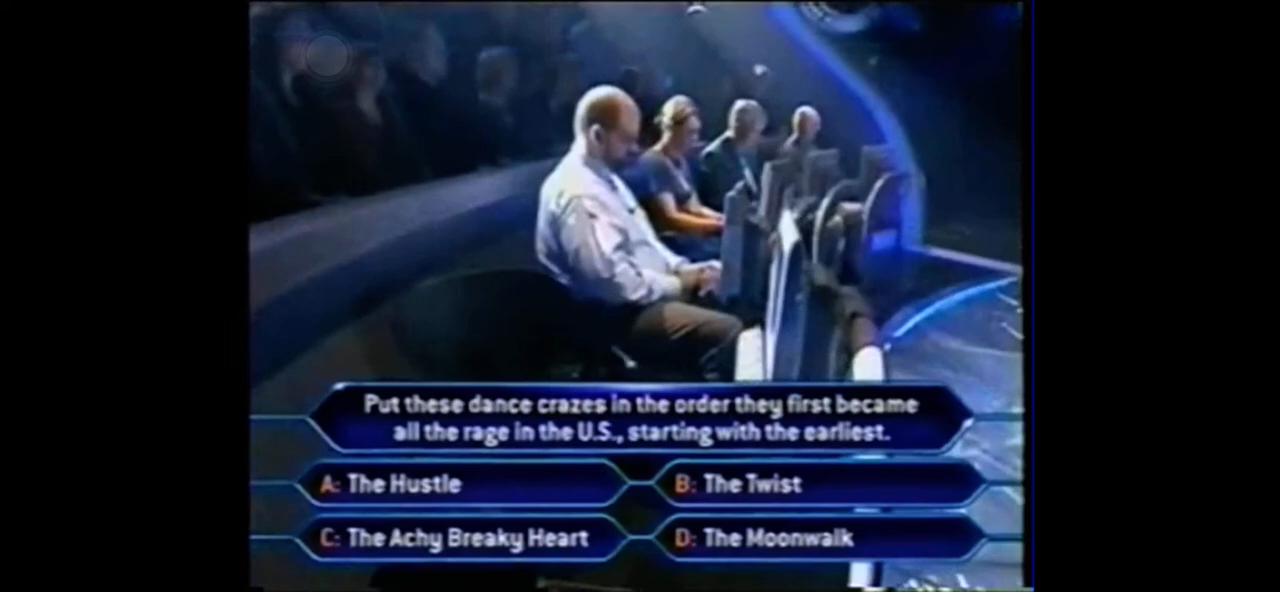 Put these dance crazes in the order they first became
all the rage in the U.S., starting with the earliest.
A: The Hustle
B: The Twist
C: The Achy Breaky Heart
D: The Moonwalk